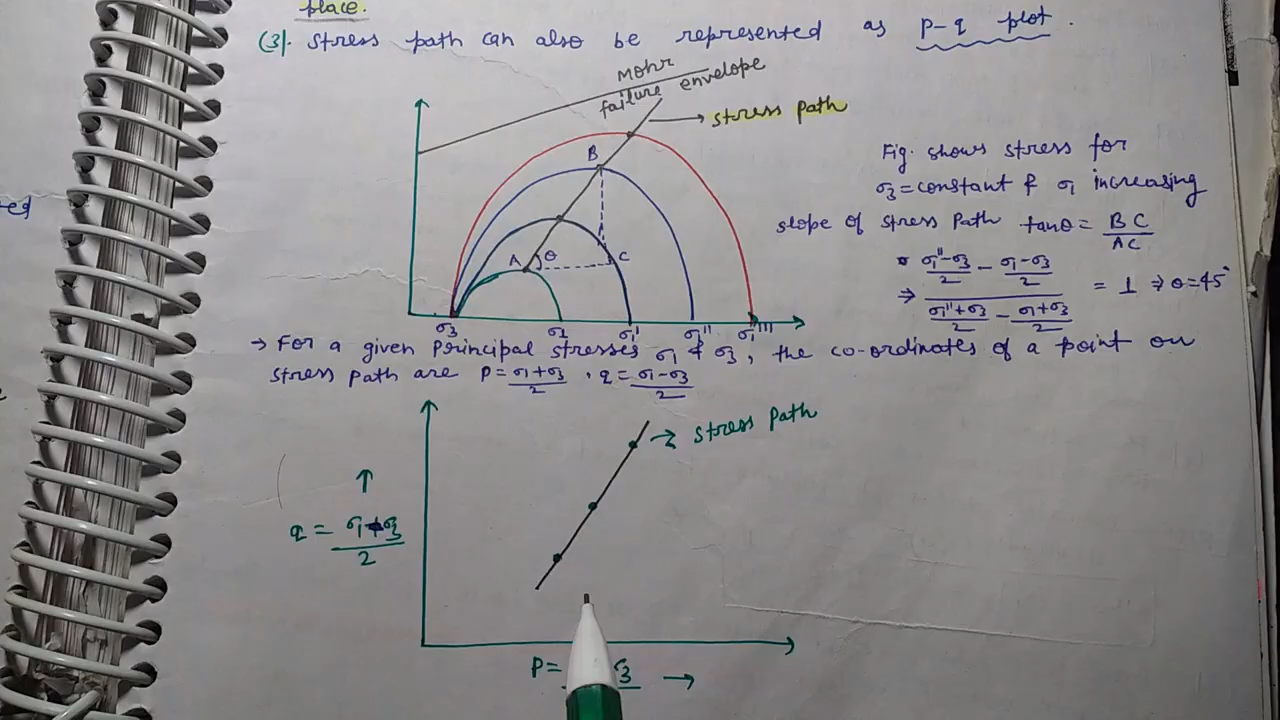 place.
(3). Stress path can also be represented as p-q plot.
Mohr
failure envelope
→ stress path
B
A θ C
σ3 σ1 σ1' σ1'' σ1'''
Fig. shows stress for
σ3 = constant & σ1 increasing
slope of stress Path tanθ = BC/AC
⇒ ((σ1''-σ3)/2 - (σ1-σ3)/2) / ((σ1''+σ3)/2 - (σ1+σ3)/2) = 1 ⇒ θ=45°
→ For a given Principal stresses σ1 & σ3, the co-ordinates of a point on
stress path are P = (σ1+σ3)/2, q = (σ1-σ3)/2
→ stress Path
↑
q = (σ1-σ3)/2
P= σ3 →